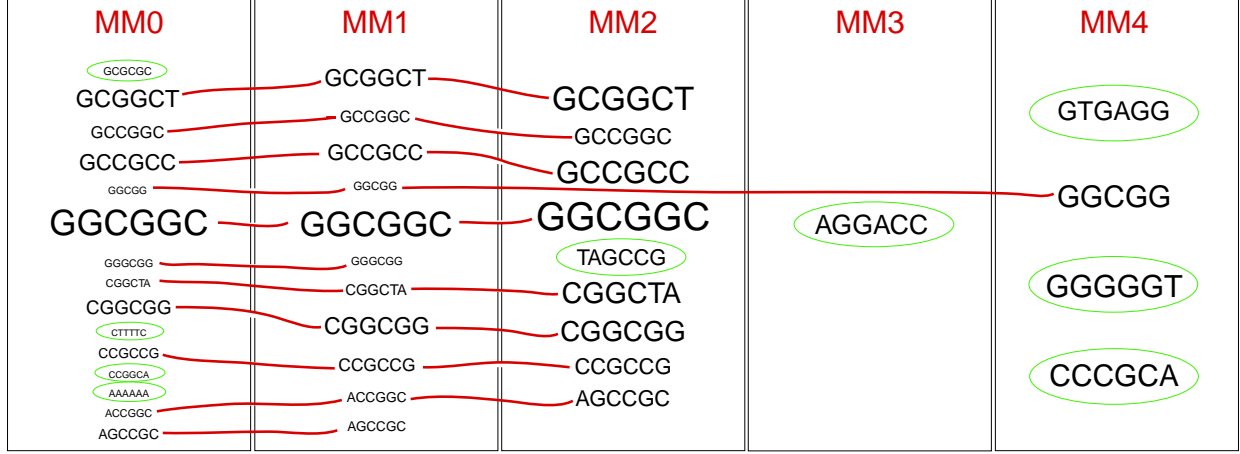 MM0
GCGCGC
GCGGCT
GCCGGC
GCCGCC
GGCGG
GGCGGC
GGGCGG
CGGCTA
CGGCGG
CTTTTC
CCGCCG
CCGGCA
AAAAAA
ACCGGC
AGCCGC
MM1
GCGGCT
GCCGGC
GCCGCC
GGCGG
GGCGGC
GGGCGG
CGGCTA
CGGCGG
CCGCCG
ACCGGC
AGCCGC
MM2
GCGGCT
GCCGGC
GCCGCC
GGCGGC
TAGCCG
CGGCTA
CGGCGG
CCGCCG
AGCCGC
MM3
AGGACC
MM4
GTGAGG
GGCGG
GGGGGT
CCCGCA